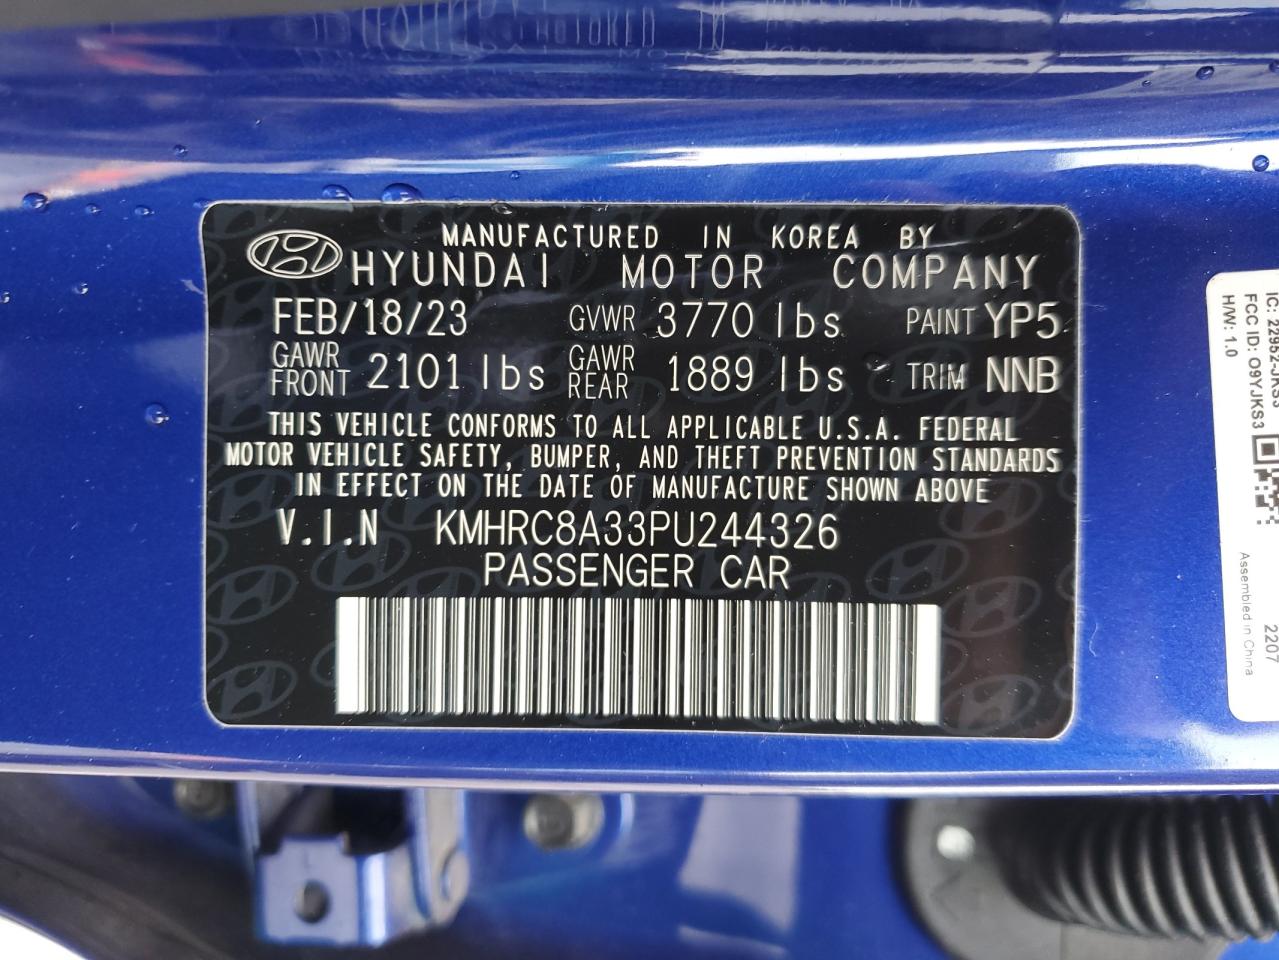 MANUFACTURED IN KOREA BY
HYUNDAI MOTOR COMPANY
FEB/18/23 GVWR 3770 lbs PAINT YP5
GAWR FRONT 2101 lbs GAWR REAR 1889 lbs TRIM NNB
THIS VEHICLE CONFORMS TO ALL APPLICABLE U.S.A. FEDERAL
MOTOR VEHICLE SAFETY, BUMPER, AND THEFT PREVENTION STANDARDS
IN EFFECT ON THE DATE OF MANUFACTURE SHOWN ABOVE
V.I.N KMHRC8A33PU244326
PASSENGER CAR
IC: 22952-JKS3
FCC ID: O9YJKS3
H/W: 1.0
2207
Assembled in China